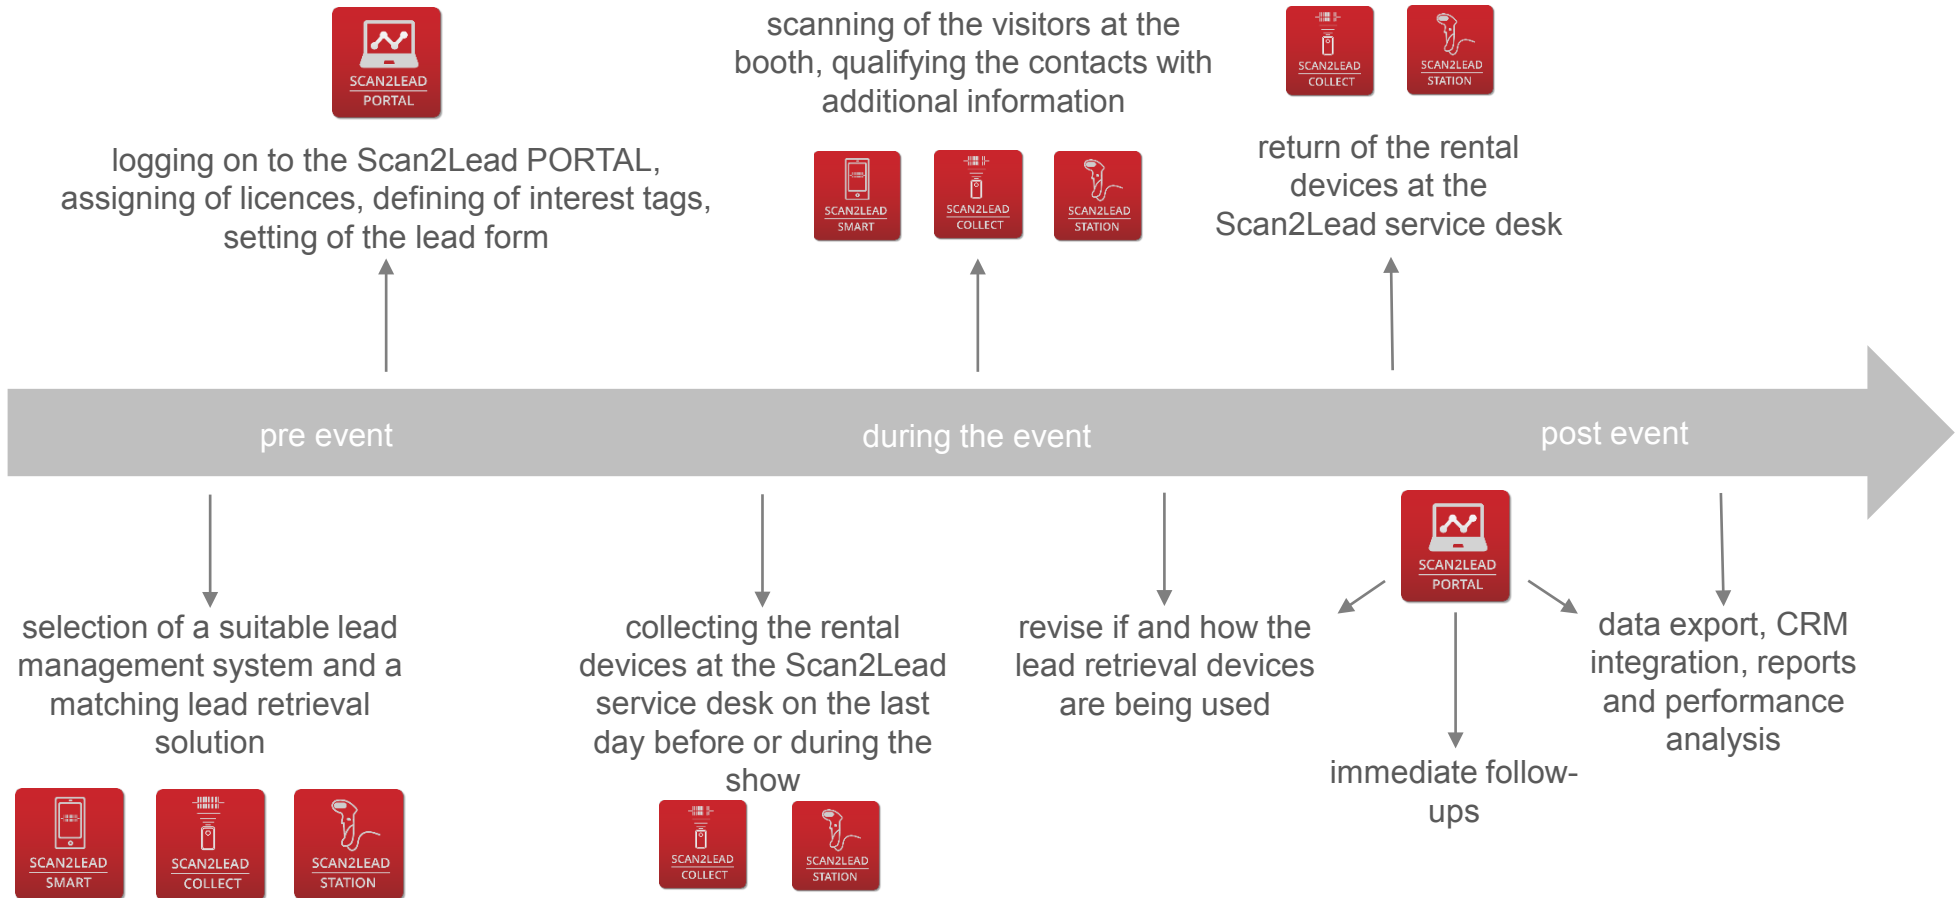 SCAN2LEAD
PORTAL
logging on to the Scan2Lead PORTAL,
assigning of licences, defining of interest tags,
setting of the lead form
scanning of the visitors at the
booth, qualifying the contacts with
additional information
SCAN2LEAD
SMART
SCAN2LEAD
COLLECT
SCAN2LEAD
STATION
SCAN2LEAD
COLLECT
SCAN2LEAD
STATION
return of the rental
devices at the
Scan2Lead service desk
pre event
during the event
post event
selection of a suitable lead
management system and a
matching lead retrieval
solution
SCAN2LEAD
SMART
SCAN2LEAD
COLLECT
SCAN2LEAD
STATION
collecting the rental
devices at the Scan2Lead
service desk on the last
day before or during the
show
SCAN2LEAD
COLLECT
SCAN2LEAD
STATION
revise if and how the
lead retrieval devices
are being used
SCAN2LEAD
PORTAL
immediate follow-
ups
data export, CRM
integration, reports
and performance
analysis